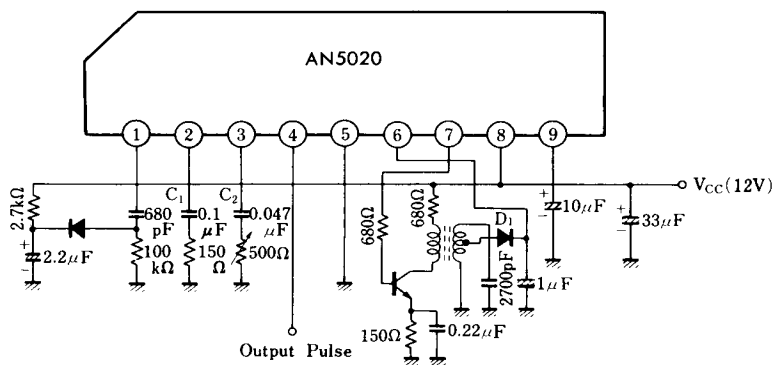 AN5020
1 2 3 4 5 6 7 8 9
VCC(12V)
2.7kΩ
2.2μF
680
pF
100
kΩ
C1
0.1
μF
150
Ω
C2
0.047
μF
500Ω
Output Pulse
680Ω
680Ω
D1
2700pF
1μF
150Ω
0.22μF
10μF
33μF
+
−
+
−
+
−